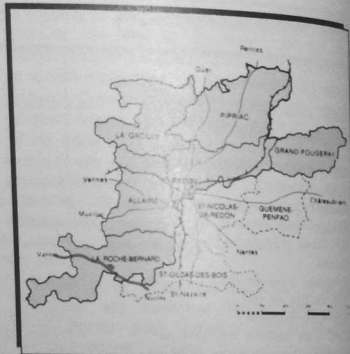 Rennes
Guer
PIPRIAC
LA GACILLY
GRAND FOUGERAY
Vannes
REDON
ALLAIRE
ST-NICOLAS-
DE-REDON
GUEMENE-
PENFAO
Châteaubriant
Muzillac
Nantes
Vannes
LA ROCHE-BERNARD
ST-GILDAS-DES-BOIS
St-Nazaire